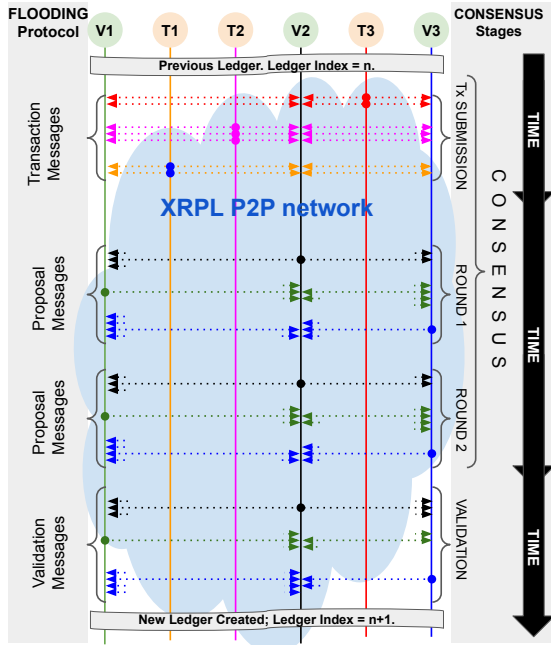 FLOODING
Protocol
V1
T1
T2
V2
T3
V3
CONSENSUS
Stages
Previous Ledger. Ledger Index = n.
Transaction
Messages
Tx SUBMISSION
TIME
XRPL P2P network
CONSENSUS
Proposal
Messages
ROUND 1
TIME
Proposal
Messages
ROUND 2
Validation
Messages
VALIDATION
TIME
New Ledger Created; Ledger Index = n+1.